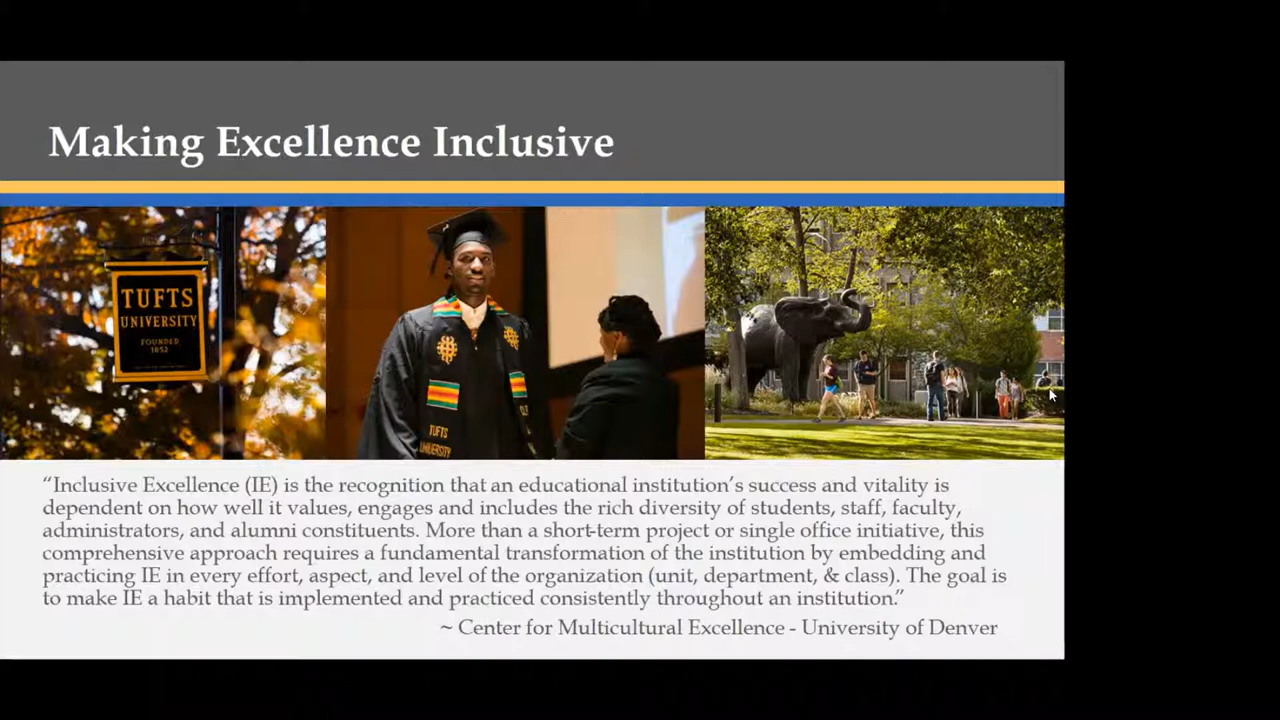 Making Excellence Inclusive
TUFTS
UNIVERSITY
FOUNDED
1852
TUFTS
UNIVERSITY
“Inclusive Excellence (IE) is the recognition that an educational institution’s success and vitality is
dependent on how well it values, engages and includes the rich diversity of students, staff, faculty,
administrators, and alumni constituents. More than a short-term project or single office initiative, this
comprehensive approach requires a fundamental transformation of the institution by embedding and
practicing IE in every effort, aspect, and level of the organization (unit, department, & class). The goal is
to make IE a habit that is implemented and practiced consistently throughout an institution.”
~ Center for Multicultural Excellence - University of Denver